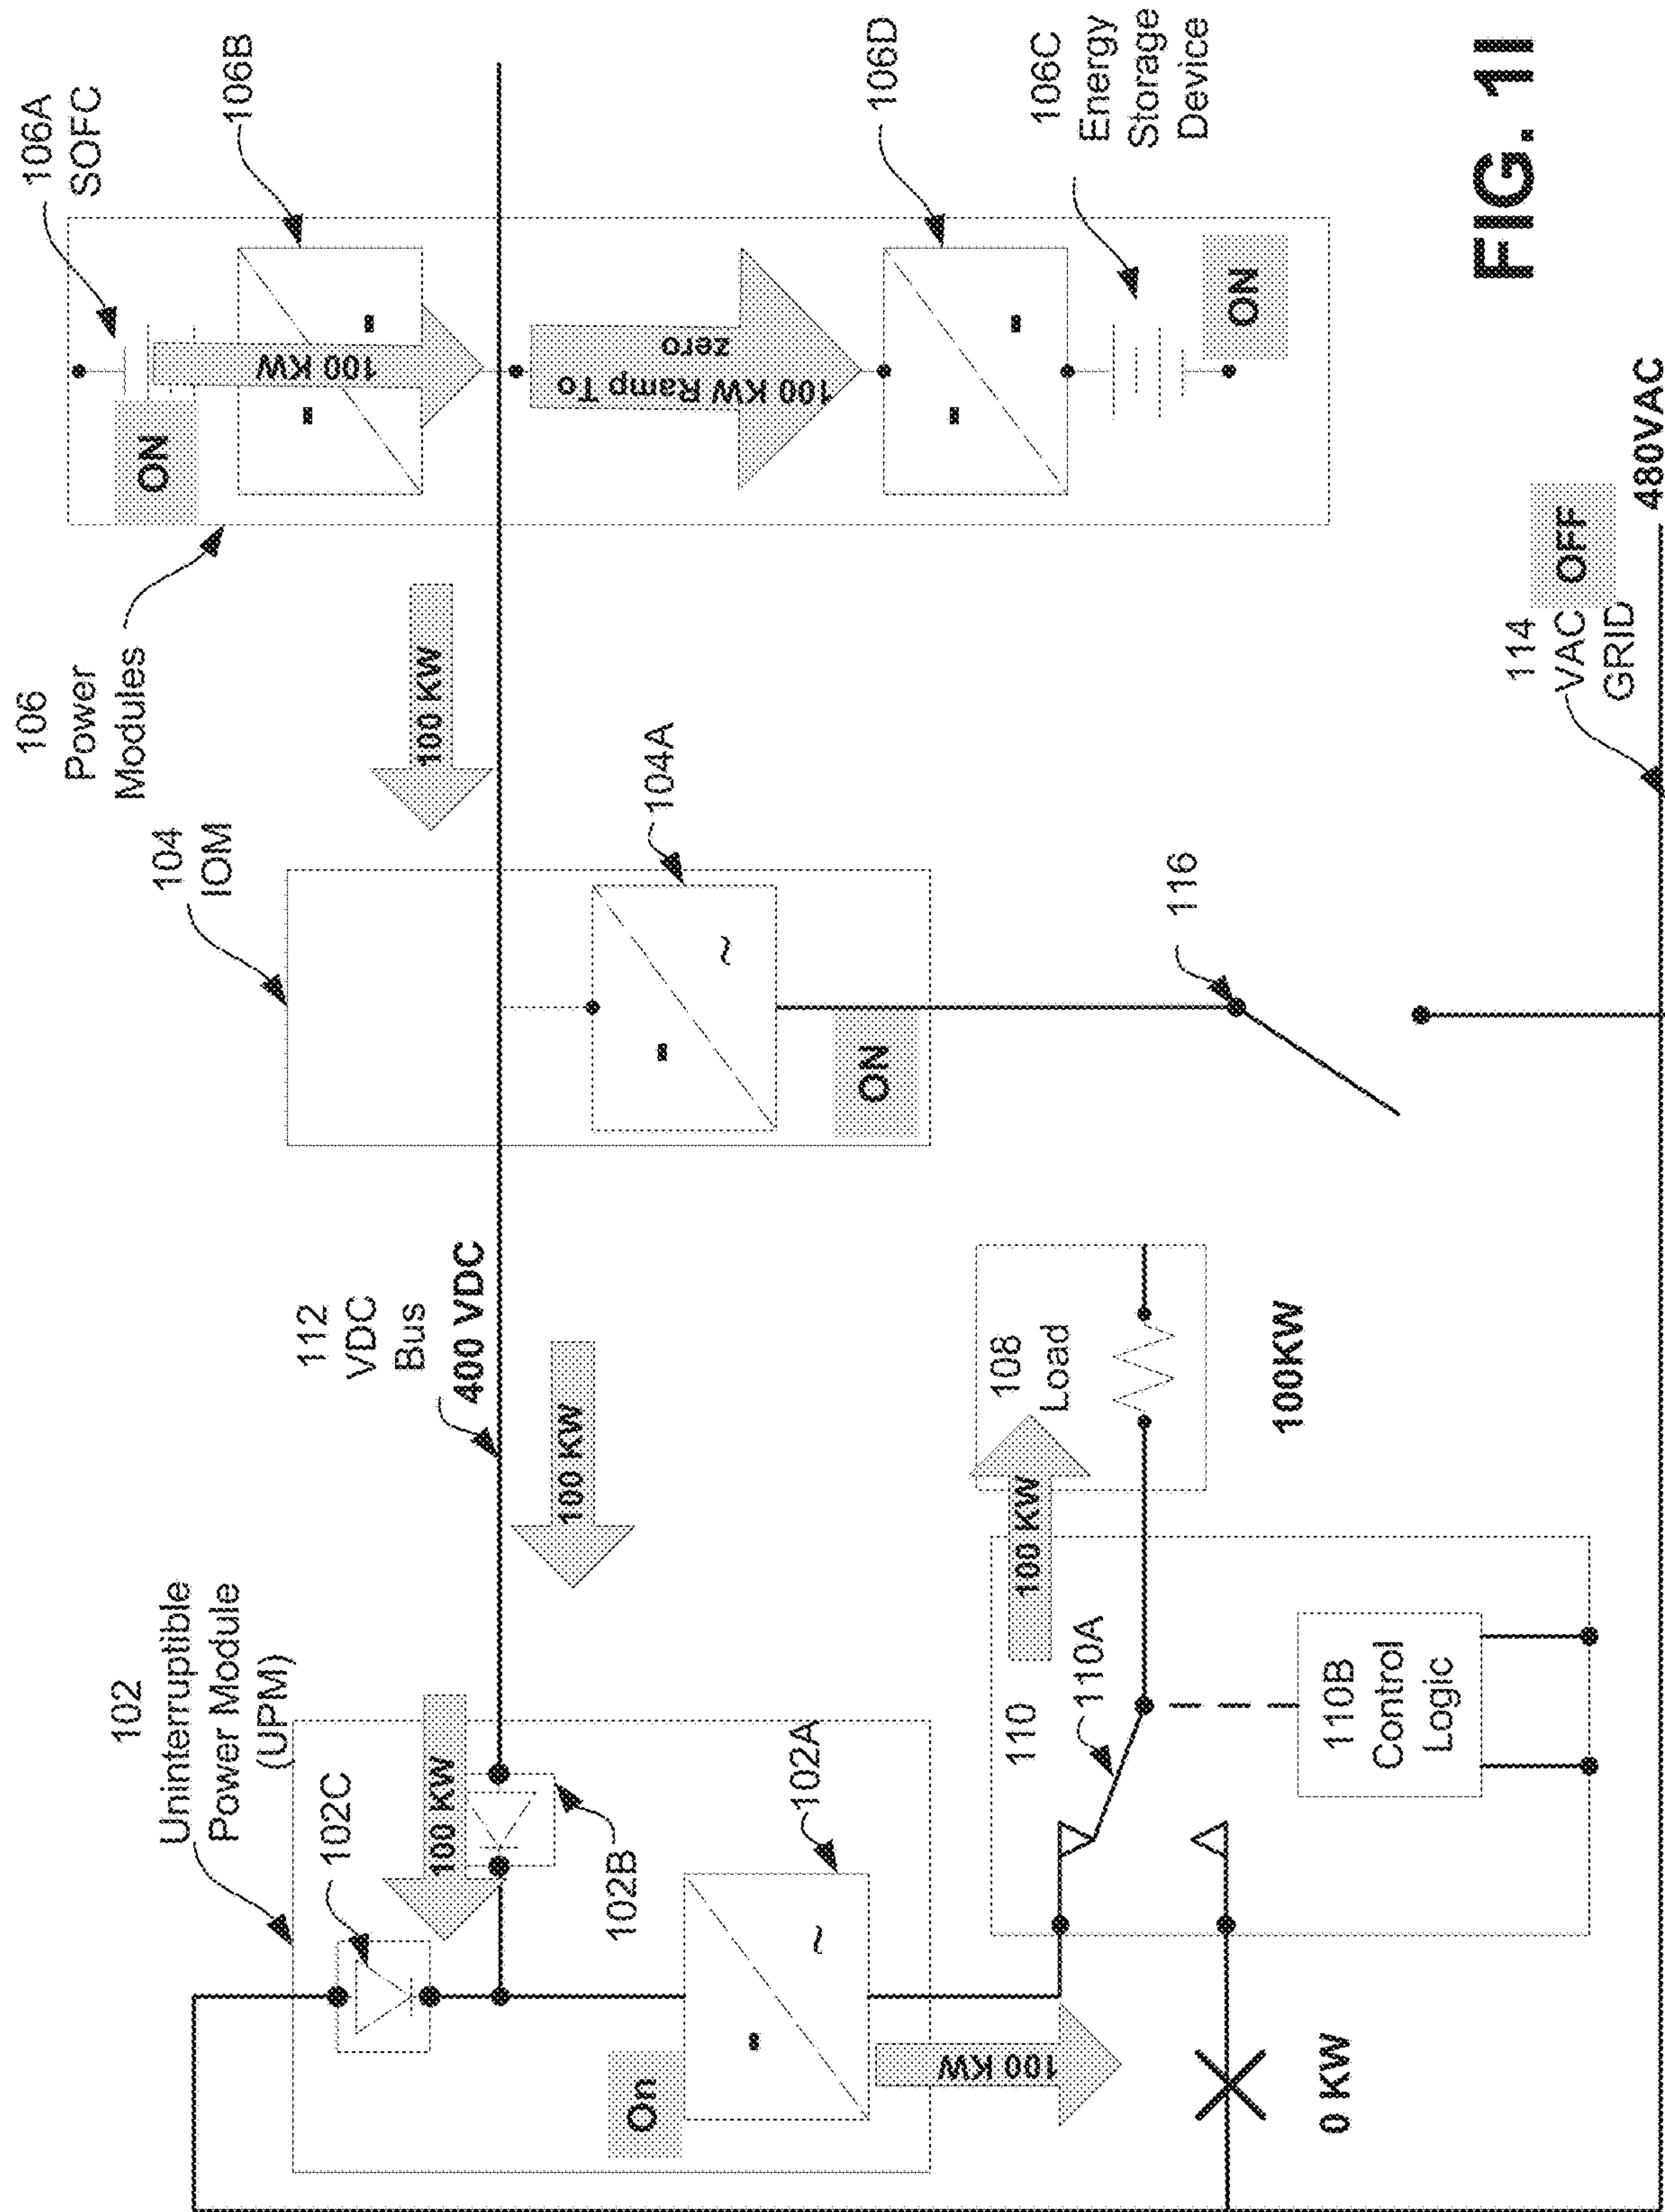 102
Uninterruptible
Power Module
(UPM)
102C
100 KW
102B
102A
On
-
~
100 KW
0 KW
112
VDC
Bus
400 VDC
100 KW
110
110A
100 KW
110B
Control
Logic
108
Load
100KW
104
IOM
104A
-
~
ON
116
100 KW
106
Power
Modules
106A
SOFC
ON
100 KW
-
-
106B
100 KW Ramp To
zero
-
-
106D
106C
Energy
Storage
Device
ON
114
VAC
GRID
OFF
480VAC
FIG. 1I